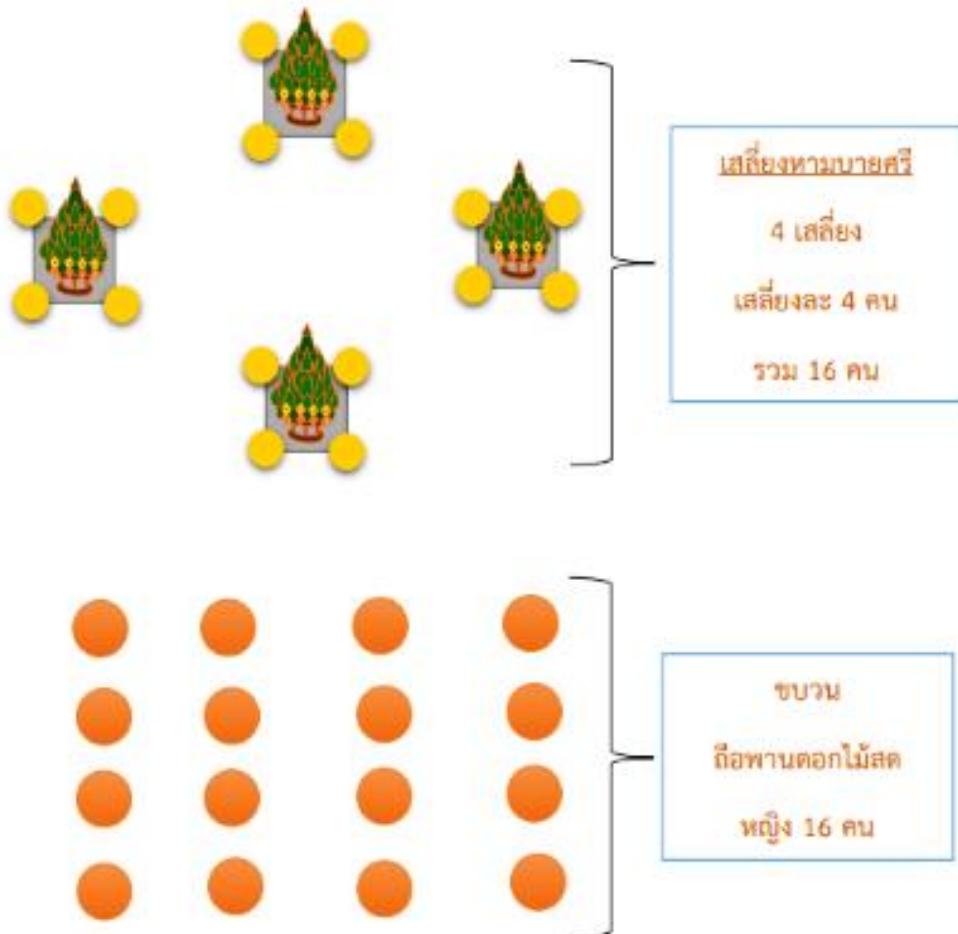 เสลี่ยงหามบายศรี
4 เสลี่ยง
เสลี่ยงละ 4 คน
รวม 16 คน
ขบวน
ถือพานดอกไม้สด
หญิง 16 คน